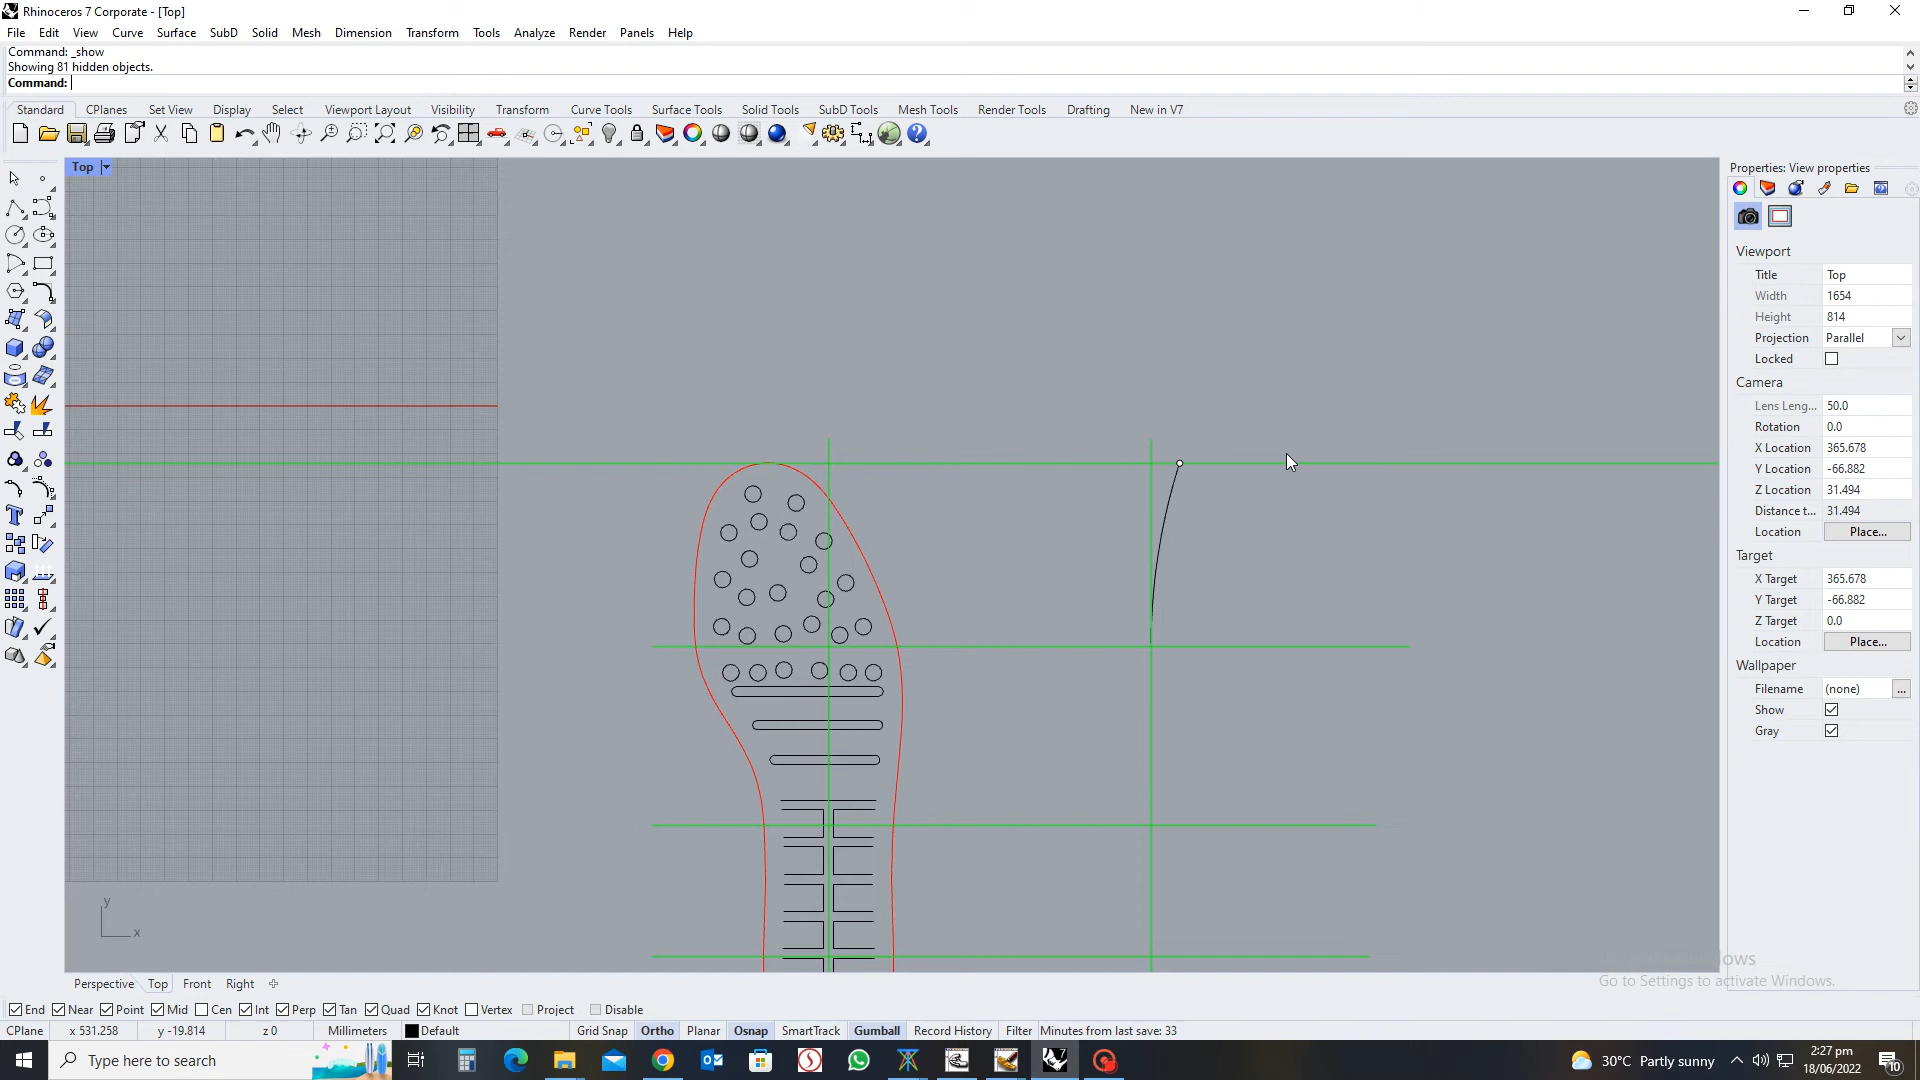 Rhinoceros 7 Corporate - [Top]
File Edit View Curve Surface SubD Solid Mesh Dimension Transform Tools Analyze Render Panels Help
Command: _show
Showing 81 hidden objects.
Command:
Standard CPlanes Set View Display Select Viewport Layout Visibility Transform Curve Tools Surface Tools Solid Tools SubD Tools Mesh Tools Render Tools Drafting New in V7
Top
Properties: View properties
Viewport
Title Top
Width 1654
Height 814
Projection Parallel
Locked
Camera
Lens Leng... 50.0
Rotation 0.0
X Location 365.678
Y Location -66.882
Z Location 31.494
Distance t... 31.494
Location Place...
Target
X Target 365.678
Y Target -66.882
Z Target 0.0
Location Place...
Wallpaper
Filename (none) ...
Show
Gray
y
x
Go to Settings to activate Windows.
Perspective Top Front Right
End Near Point Mid Cen Int Perp Tan Quad Knot Vertex Project Disable
CPlane x 531.258 y -19.814 z 0 Millimeters Default Grid Snap Ortho Planar Osnap SmartTrack Gumball Record History Filter Minutes from last save: 33
Type here to search
30°C Partly sunny
2:27 pm
18/06/2022
10